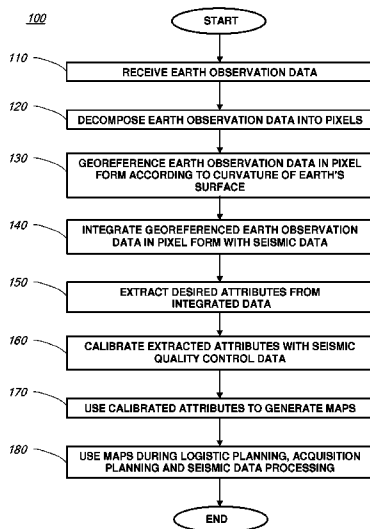 100
START
110
RECEIVE EARTH OBSERVATION DATA
120
DECOMPOSE EARTH OBSERVATION DATA INTO PIXELS
130
GEOREFERENCE EARTH OBSERVATION DATA IN PIXEL
FORM ACCORDING TO CURVATURE OF EARTH'S
SURFACE
140
INTEGRATE GEOREFERENCED EARTH OBSERVATION
DATA IN PIXEL FORM WITH SEISMIC DATA
150
EXTRACT DESIRED ATTRIBUTES FROM
INTEGRATED DATA
160
CALIBRATE EXTRACTED ATTRIBUTES WITH SEISMIC
QUALITY CONTROL DATA
170
USE CALIBRATED ATTRIBUTES TO GENERATE MAPS
180
USE MAPS DURING LOGISTIC PLANNING, ACQUISITION
PLANNING AND SEISMIC DATA PROCESSING
END